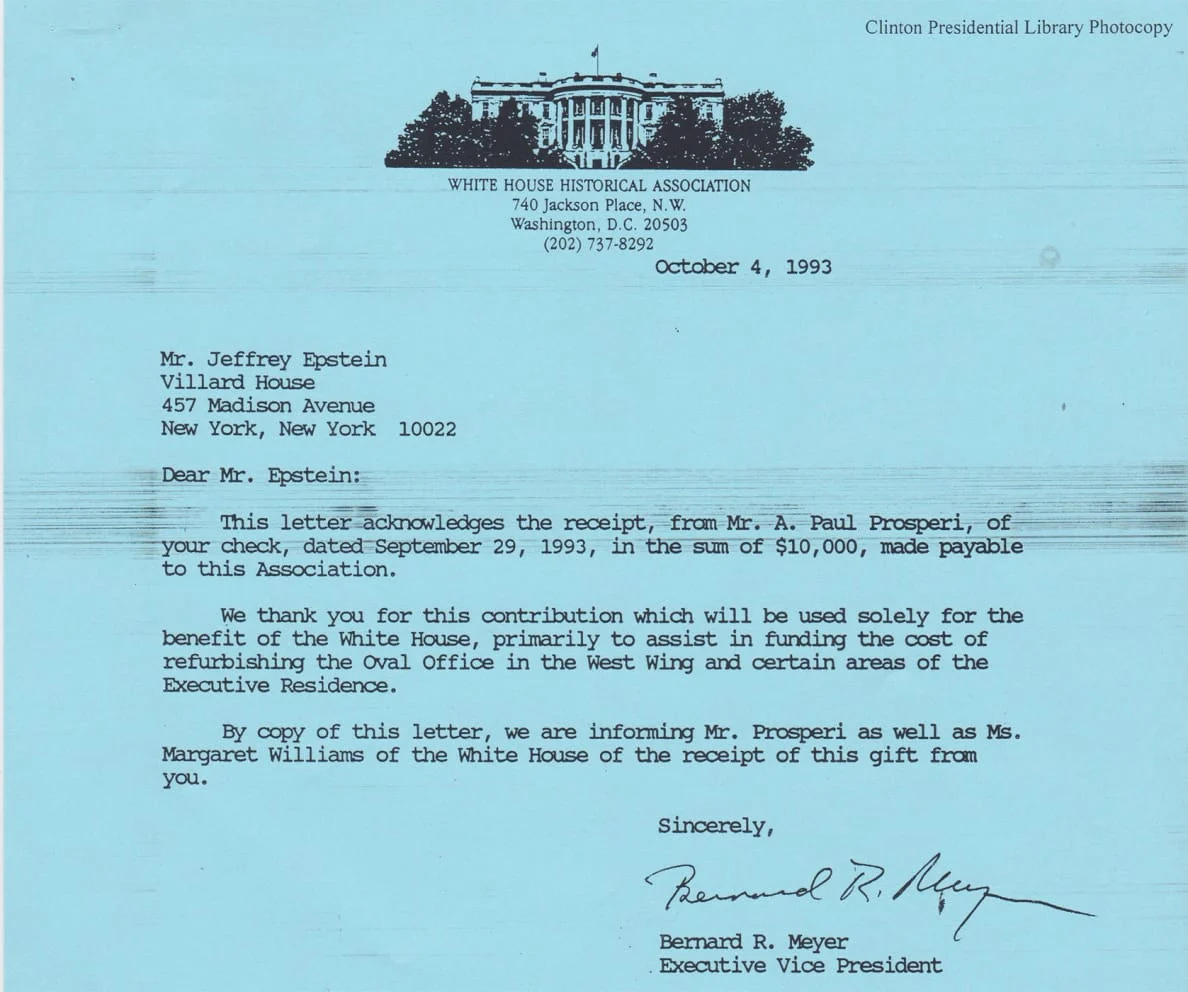 Clinton Presidential Library Photocopy
WHITE HOUSE HISTORICAL ASSOCIATION
740 Jackson Place, N.W.
Washington, D.C. 20503
(202) 737-8292
October 4, 1993
Mr. Jeffrey Epstein
Villard House
457 Madison Avenue
New York, New York 10022
Dear Mr. Epstein:
This letter acknowledges the receipt, from Mr. A. Paul Prosperi, of
your check, dated September 29, 1993, in the sum of $10,000, made payable
to this Association.
We thank you for this contribution which will be used solely for the
benefit of the White House, primarily to assist in funding the cost of
refurbishing the Oval Office in the West Wing and certain areas of the
Executive Residence.
By copy of this letter, we are informing Mr. Prosperi as well as Ms.
Margaret Williams of the White House of the receipt of this gift from
you.
Sincerely,
Bernard R. Meyer
Bernard R. Meyer
Executive Vice President